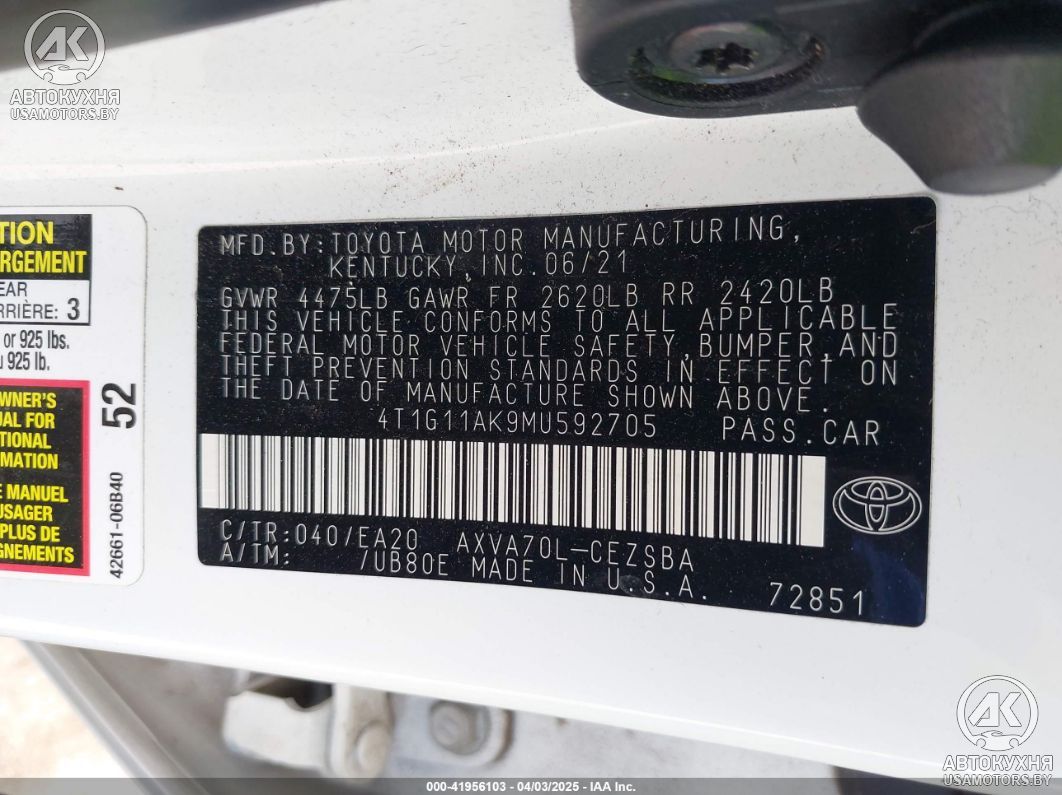 AK
АВТОКУХНЯ
USAMOTORS.BY
MFD.BY:TOYOTA MOTOR MANUFACTURING,
KENTUCKY,INC.06/21
GVWR 4475LB GAWR FR 2620LB RR 2420LB
THIS VEHICLE CONFORMS TO ALL APPLICABLE
FEDERAL MOTOR VEHICLE SAFETY,BUMPER,AND
THEFT PREVENTION STANDARDS IN EFFECT ON
THE DATE OF MANUFACTURE SHOWN ABOVE.
4T1G11AK9MU592705 PASS.CAR
C/TR:040/EA20 AXVA70L-CEZSBA
A/TM: 7UB80E MADE IN U.S.A.
72851
TION
RGEMENT
EAR
RRIÈRE: 3
or 925 lbs.
u 925 lb.
WNER'S
UAL FOR
TIONAL
MATION
E MANUEL
USAGER
PLUS DE
GNEMENTS
52
42661-06B40
AK
АВТОКУХНЯ
USAMOTORS.BY
000-41956103 - 04/03/2025 - IAA Inc.